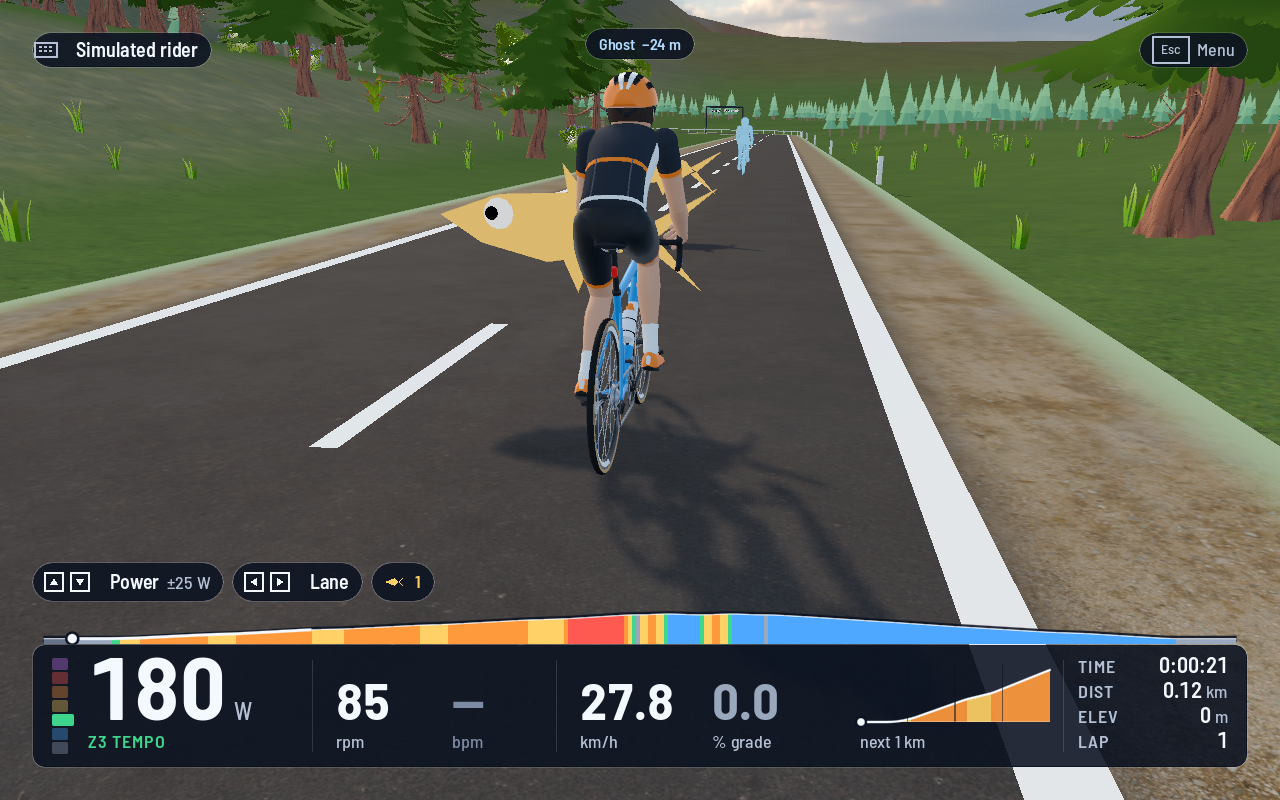 Simulated rider
Ghost −24 m
Esc Menu
Power ±25 W
Lane
1
180 W
Z3 TEMPO
85
rpm
–
bpm
27.8
km/h
0.0
% grade
next 1 km
TIME 0:00:21
DIST 0.12 km
ELEV 0 m
LAP 1